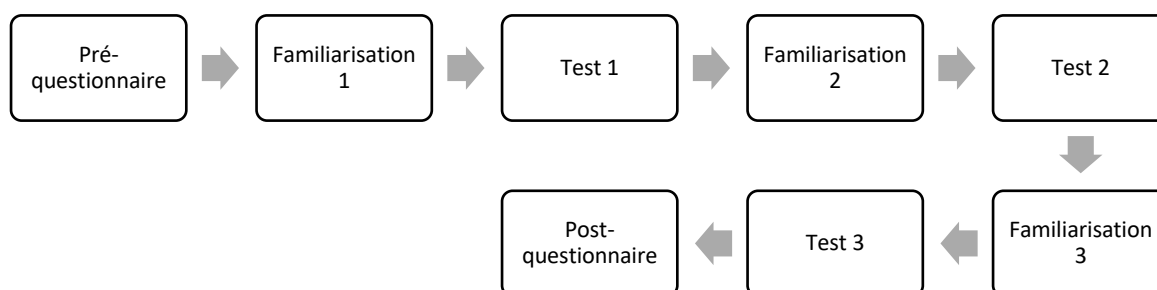 Pré-
questionnaire
Familiarisation
1
Test 1
Familiarisation
2
Test 2
Familiarisation
3
Test 3
Post-
questionnaire